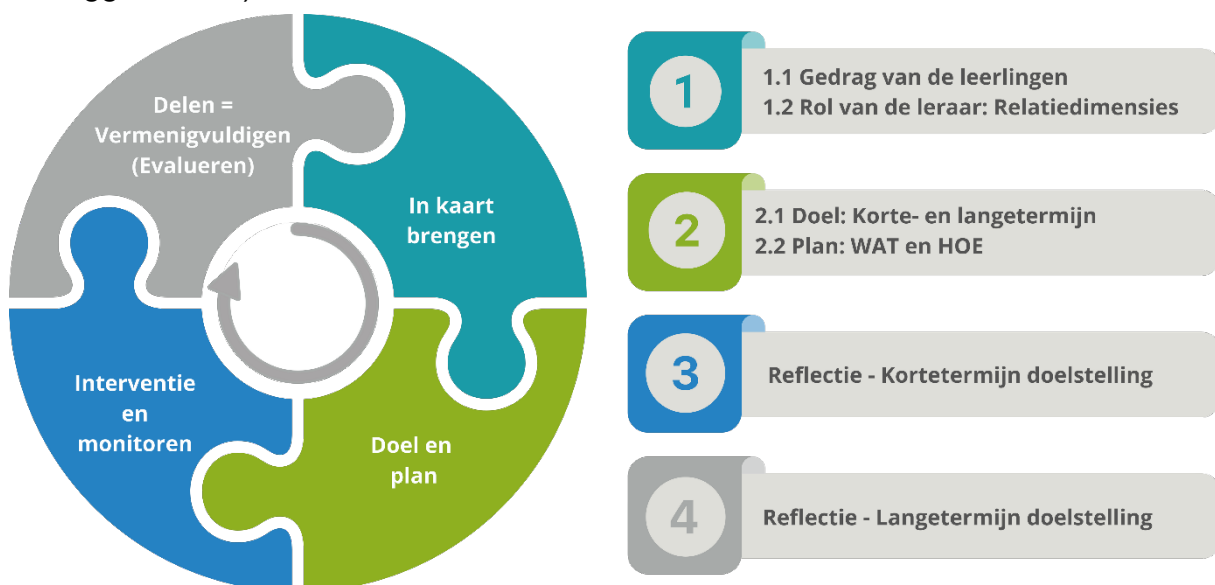 Delen =
Vermenigvuldigen
(Evalueren)
In kaart
brengen
Interventie
en
monitoren
Doel en
plan
1
1.1 Gedrag van de leerlingen
1.2 Rol van de leraar: Relatiedimensies
2
2.1 Doel: Korte- en langetermijn
2.2 Plan: WAT en HOE
3
Reflectie - Kortetermijn doelstelling
4
Reflectie - Langetermijn doelstelling